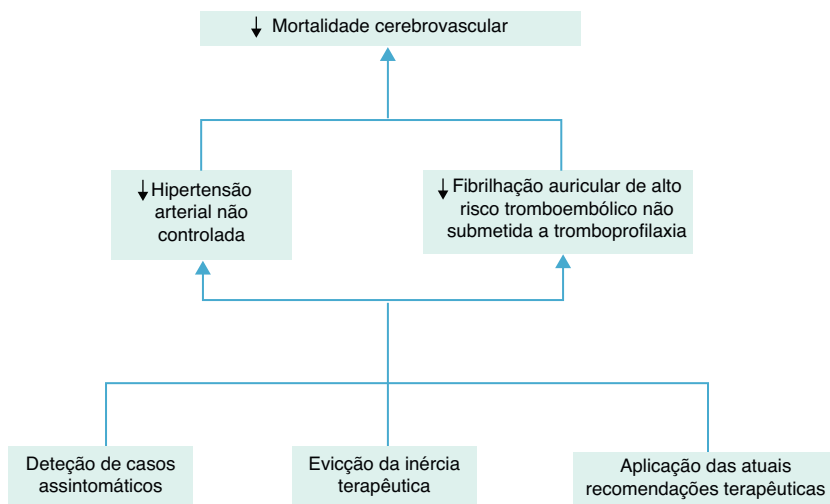 ↓ Mortalidade cerebrovascular
↓ Hipertensão
arterial não
controlada
↓ Fibrilhação auricular de alto
risco tromboembólico não
submetida a tromboprofilaxia
Deteção de casos
assintomáticos
Evicção da inércia
terapêutica
Aplicação das atuais
recomendações terapêuticas